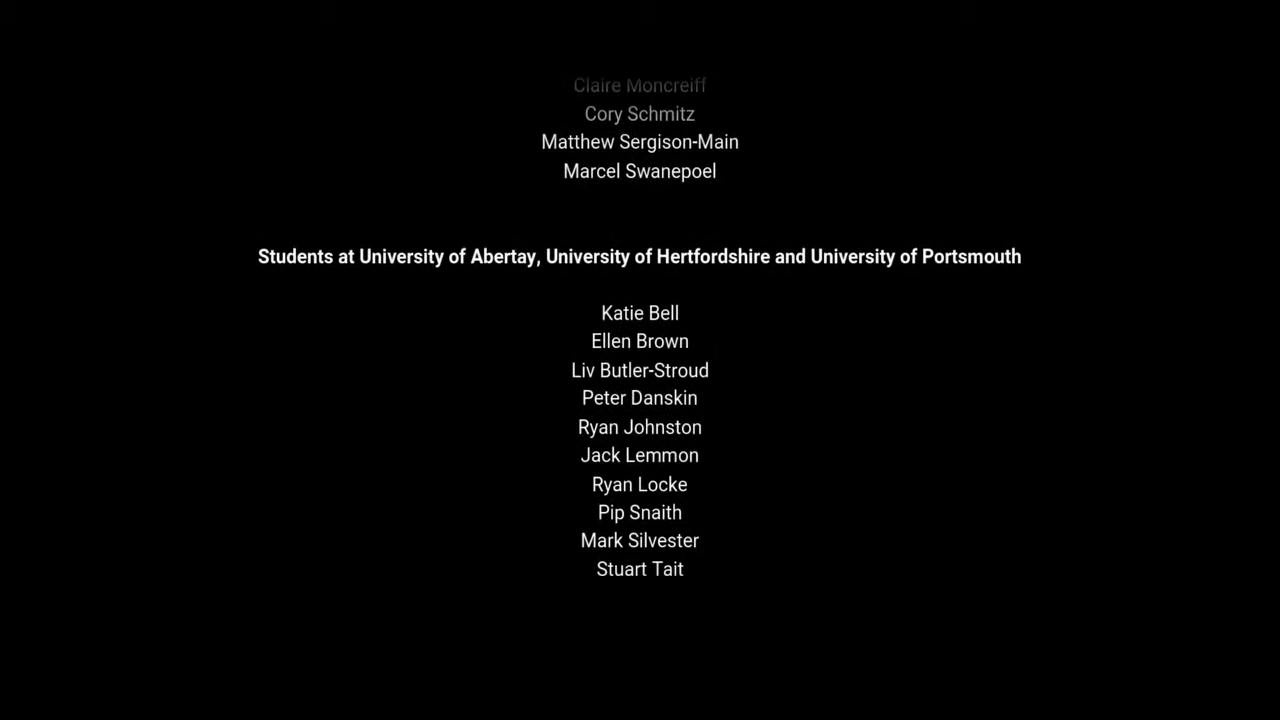 Claire Moncreiff
Cory Schmitz
Matthew Sergison-Main
Marcel Swanepoel
Students at University of Abertay, University of Hertfordshire and University of Portsmouth
Katie Bell
Ellen Brown
Liv Butler-Stroud
Peter Danskin
Ryan Johnston
Jack Lemmon
Ryan Locke
Pip Snaith
Mark Silvester
Stuart Tait